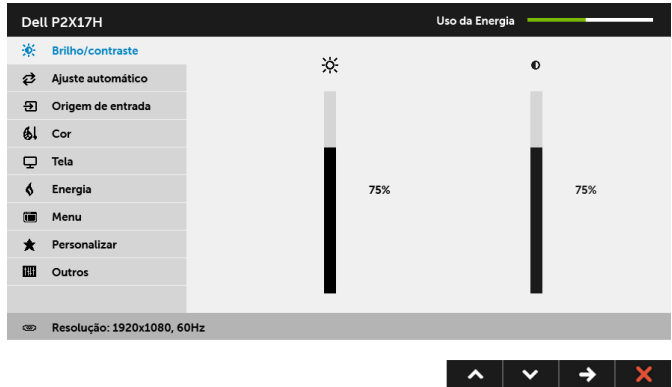 Dell P2X17H
Uso da Energia
Brilho/contraste
Ajuste automático
Origem de entrada
Cor
Tela
Energia
Menu
Personalizar
Outros
75%
75%
Resolução: 1920x1080, 60Hz